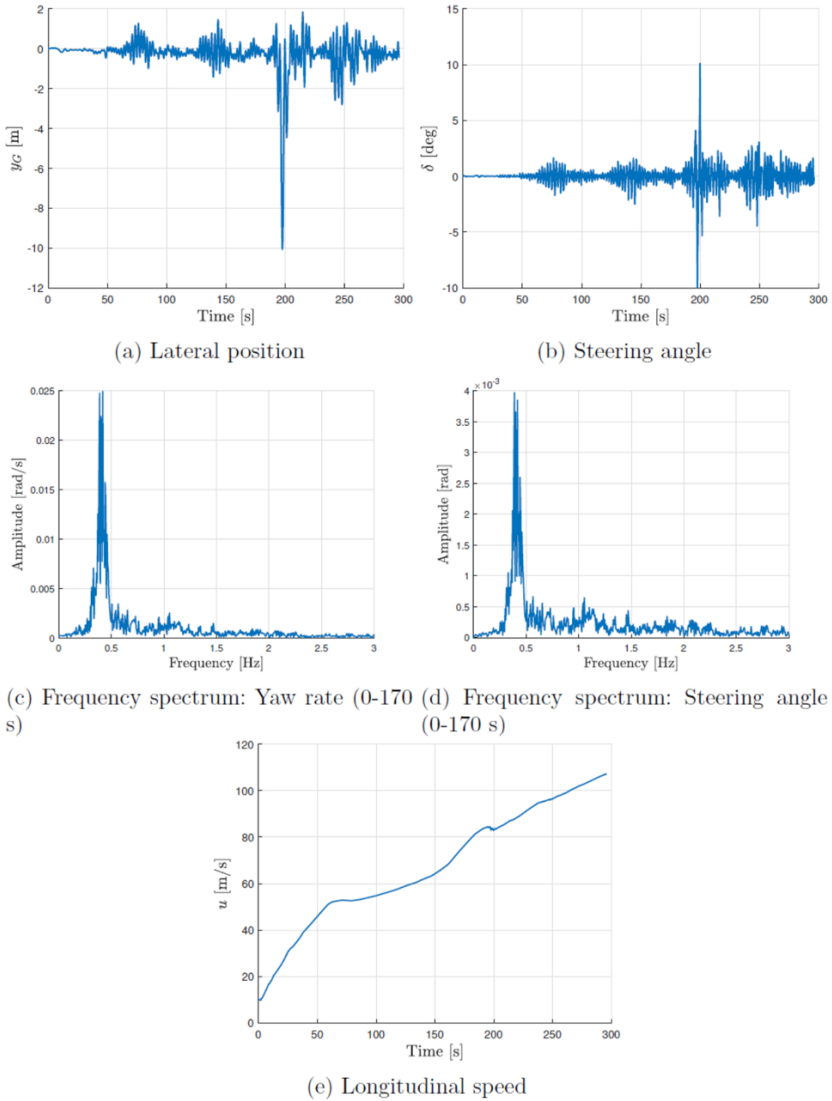 2
0
-2
-4
-6
-8
-10
-12
y_G [m]
0 50 100 150 200 250 300
Time [s]
(a) Lateral position
15
10
5
0
-5
-10
δ [deg]
0 50 100 150 200 250 300
Time [s]
(b) Steering angle
0.025
0.02
0.015
0.01
0.005
0
Amplitude [rad/s]
0 0.5 1 1.5 2 2.5 3
Frequency [Hz]
(c) Frequency spectrum: Yaw rate (0-170
s)
×10⁻³
4
3.5
3
2.5
2
1.5
1
0.5
0
Amplitude [rad]
0 0.5 1 1.5 2 2.5 3
Frequency [Hz]
(d) Frequency spectrum: Steering angle
(0-170 s)
120
100
80
60
40
20
0
u [m/s]
0 50 100 150 200 250 300
Time [s]
(e) Longitudinal speed